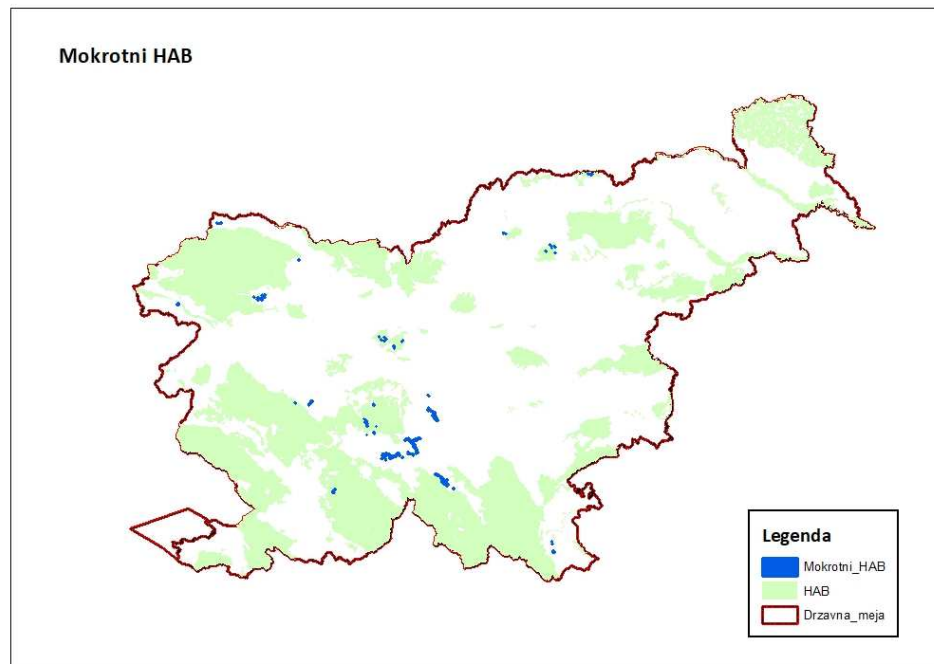 Mokrotni HAB
Legenda
Mokrotni_HAB
HAB
Drzavna_meja